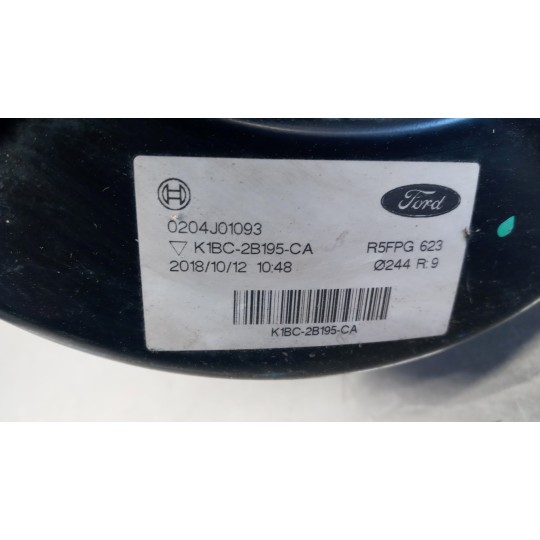 Ford
0204J01093
▽ K1BC-2B195-CA R5FPG 623
2018/10/12 10:48 Ø244 R:9
K1BC-2B195-CA